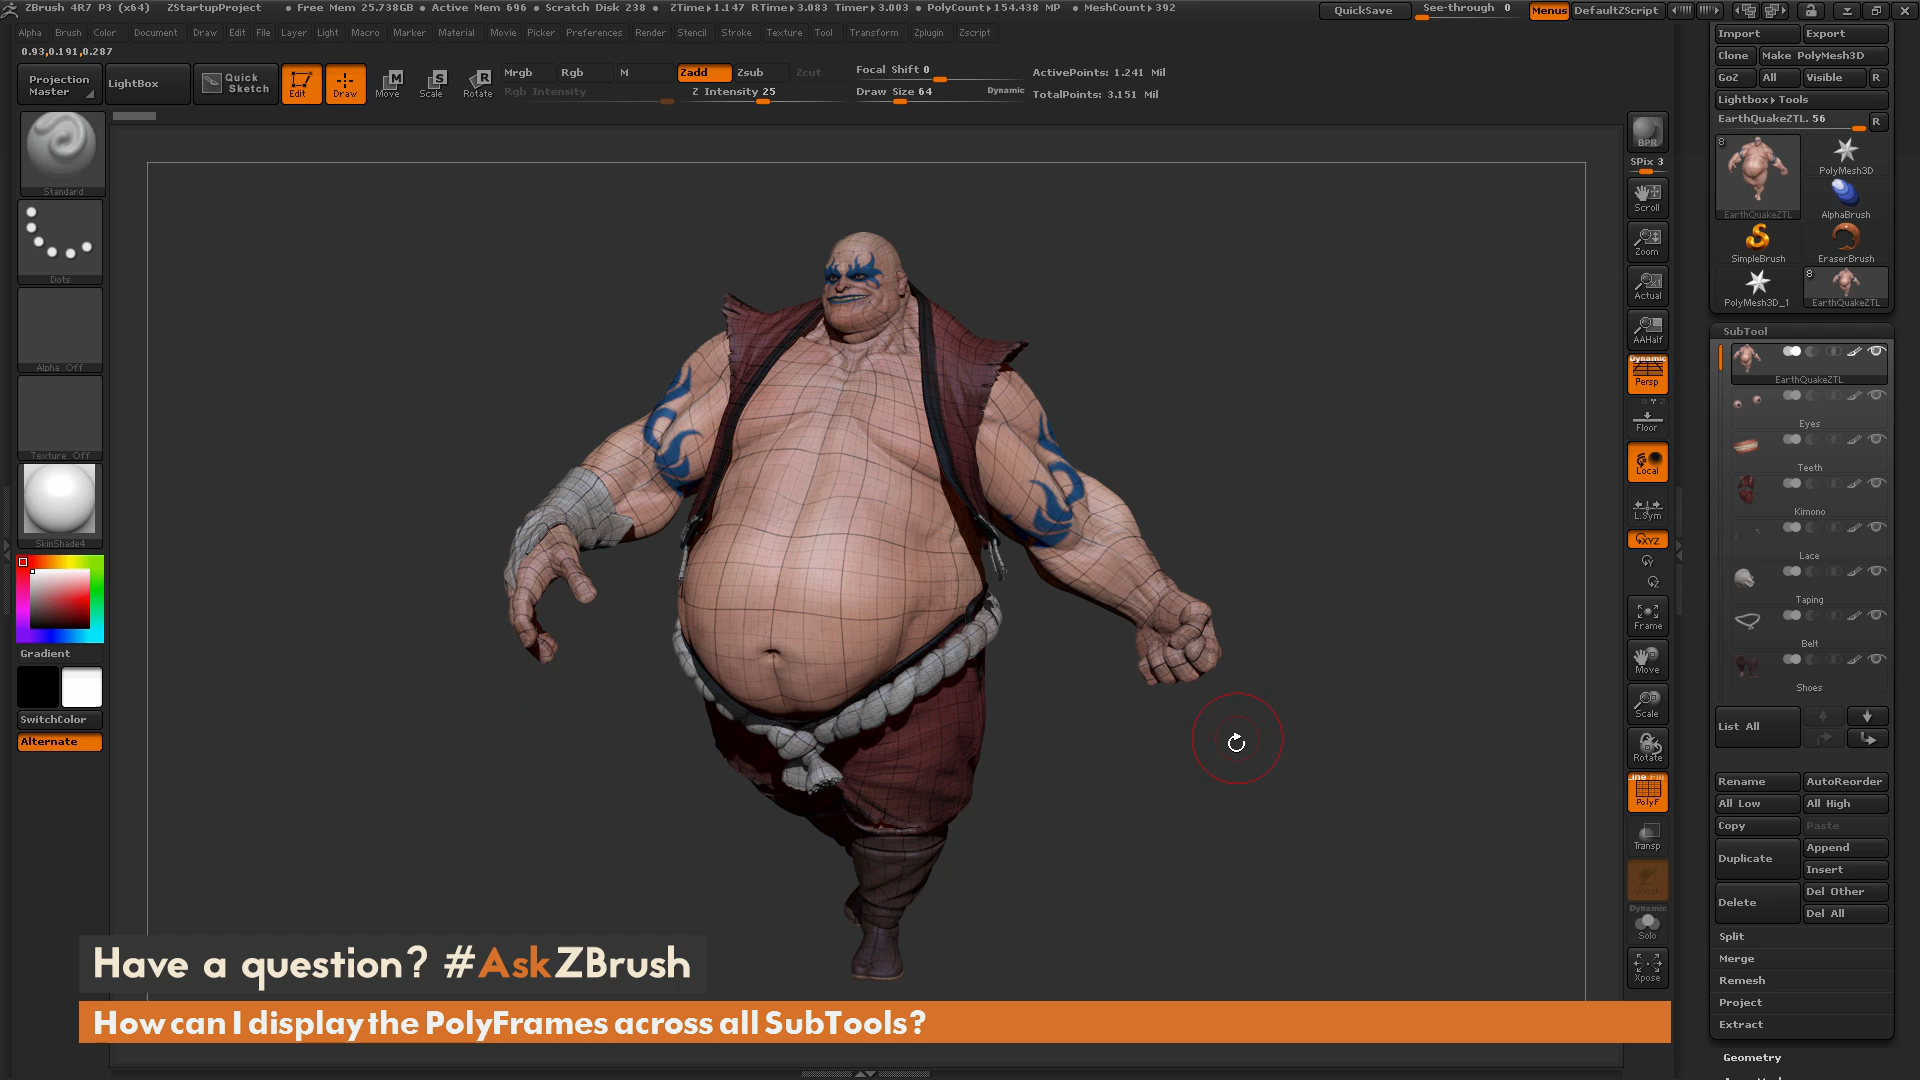 ZBrush 4R7 P3 (x64) ZStartupProject • Free Mem 25.738GB • Active Mem 696 • Scratch Disk 238 • ZTime▸1.147 RTime▸3.083 Timer▸3.003 • PolyCount▸154.438 MP • MeshCount▸392 QuickSave See-through 0 Menus DefaultZScript
Alpha Brush Color Document Draw Edit File Layer Light Macro Marker Material Movie Picker Preferences Render Stencil Stroke Texture Tool Transform Zplugin Zscript
0.93,0.191,0.287
Projection Master
LightBox
Quick Sketch
Edit Draw Move Scale Rotate
Mrgb Rgb M Zadd Zsub Zcut
Rgb Intensity Z Intensity 25
Focal Shift 0
Draw Size 64 Dynamic
ActivePoints: 1.241 Mil
TotalPoints: 3.151 Mil
Standard
Dots
Alpha Off
Texture Off
SkinShade4
Gradient
SwitchColor
Alternate
BPR
SPix 3
Scroll
Zoom
Actual
AAHalf
Dynamic
Persp
Floor
Local
L.Sym
XYZ
Frame
Move
Scale
Rotate
Line Fill
PolyF
Transp
Ghost
Dynamic
Solo
Xpose
Import Export
Clone Make PolyMesh3D
GoZ All Visible R
Lightbox▸Tools
EarthQuakeZTL. 56 R
8
EarthQuakeZTL
PolyMesh3D
AlphaBrush
SimpleBrush EraserBrush
8
PolyMesh3D_1 EarthQuakeZTL
SubTool
EarthQuakeZTL
Eyes
Teeth
Kimono
Lace
Taping
Belt
Shoes
List All
Rename AutoReorder
All Low All High
Copy Paste
Duplicate Append
Insert
Delete Del Other
Del All
Split
Merge
Remesh
Project
Extract
Geometry
Have a question? #AskZBrush
How can I display the PolyFrames across all SubTools?